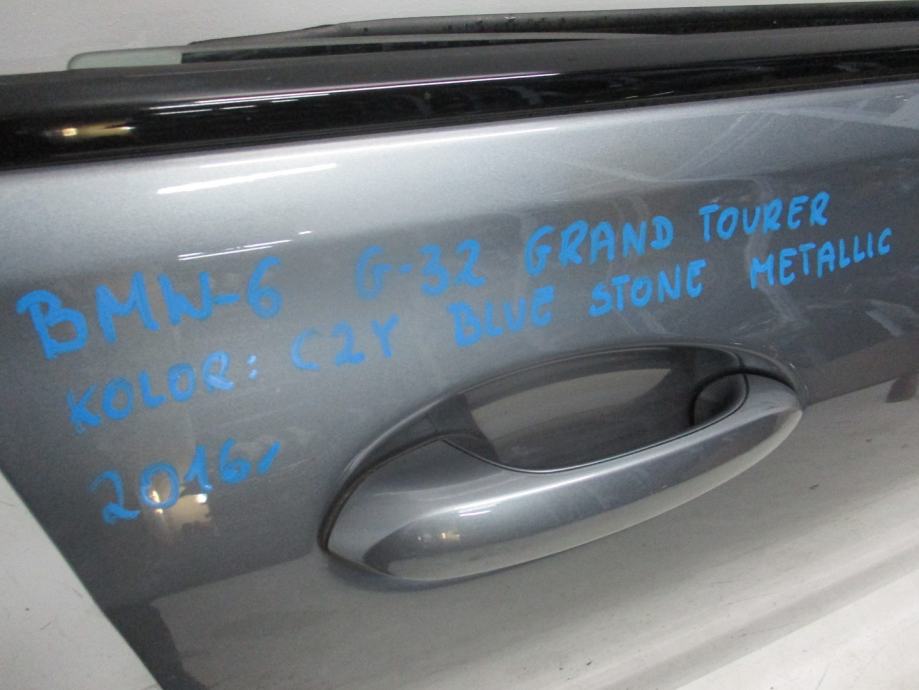 BMW-6 G-32 GRAND TOURER
KOLOR: C2Y BLUE STONE METALLIC
2016r